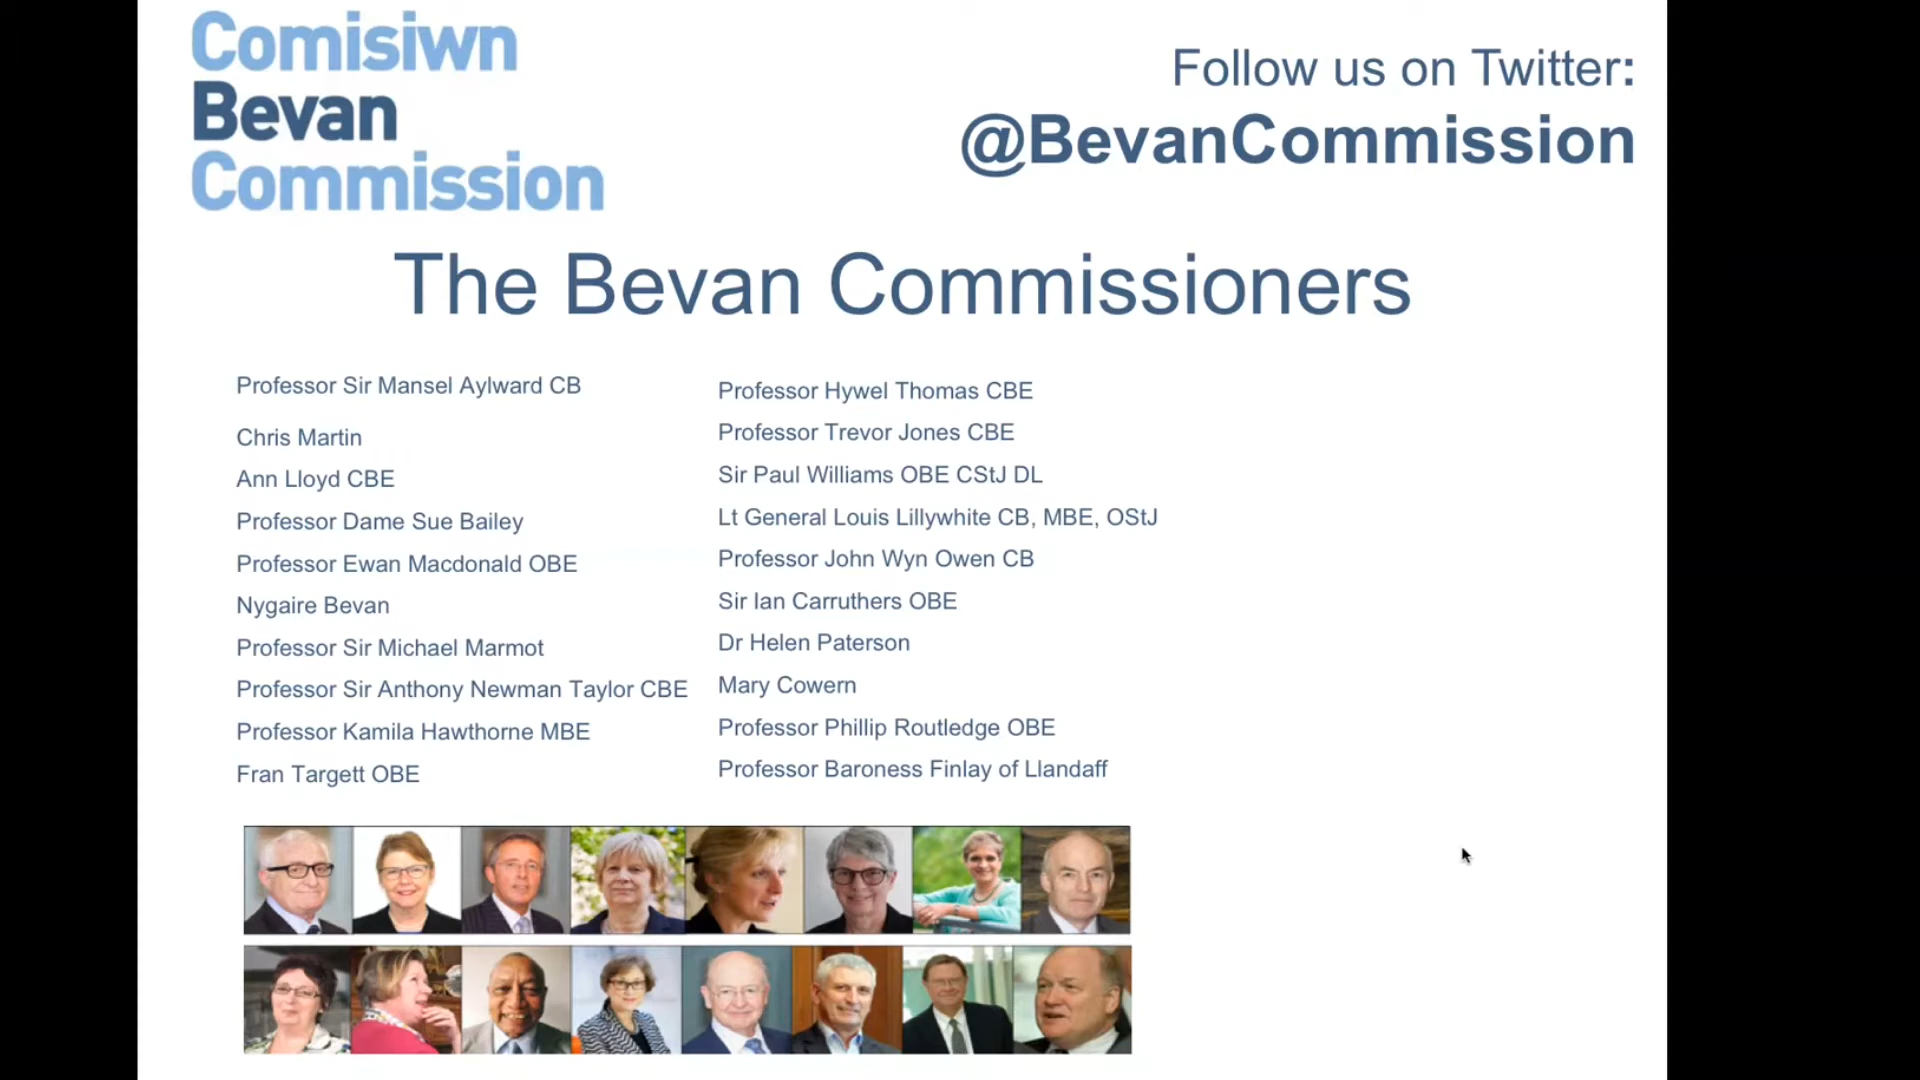 Comisiwn
Bevan
Commission
Follow us on Twitter:
@BevanCommission
The Bevan Commissioners
Professor Sir Mansel Aylward CB
Chris Martin
Ann Lloyd CBE
Professor Dame Sue Bailey
Professor Ewan Macdonald OBE
Nygaire Bevan
Professor Sir Michael Marmot
Professor Sir Anthony Newman Taylor CBE
Professor Kamila Hawthorne MBE
Fran Targett OBE
Professor Hywel Thomas CBE
Professor Trevor Jones CBE
Sir Paul Williams OBE CStJ DL
Lt General Louis Lillywhite CB, MBE, OStJ
Professor John Wyn Owen CB
Sir Ian Carruthers OBE
Dr Helen Paterson
Mary Cowern
Professor Phillip Routledge OBE
Professor Baroness Finlay of Llandaff